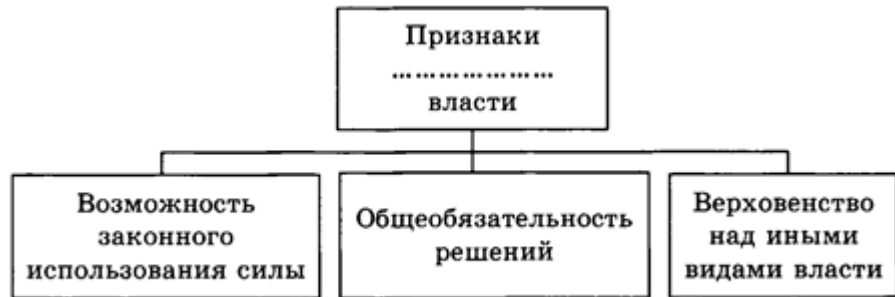 Признаки
.......................
власти
Возможность
законного
использования силы
Общеобязательность
решений
Верховенство
над иными
видами власти